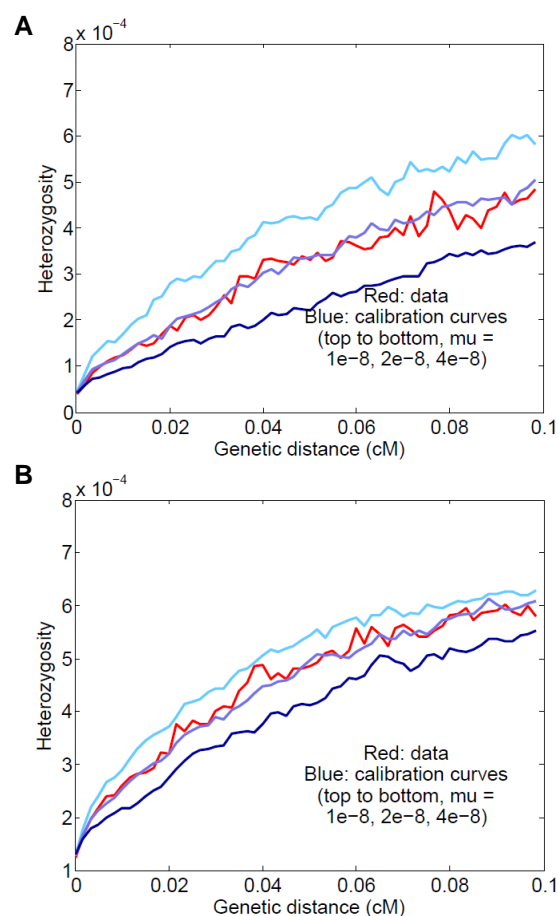 A
8 x 10⁻⁴
7
6
5
4
3
2
1
0
Heterozygosity
Red: data
Blue: calibration curves
(top to bottom, mu =
1e−8, 2e−8, 4e−8)
0 0.02 0.04 0.06 0.08 0.1
Genetic distance (cM)
B
8 x 10⁻⁴
7
6
5
4
3
2
1
Heterozygosity
Red: data
Blue: calibration curves
(top to bottom, mu =
1e−8, 2e−8, 4e−8)
0 0.02 0.04 0.06 0.08 0.1
Genetic distance (cM)